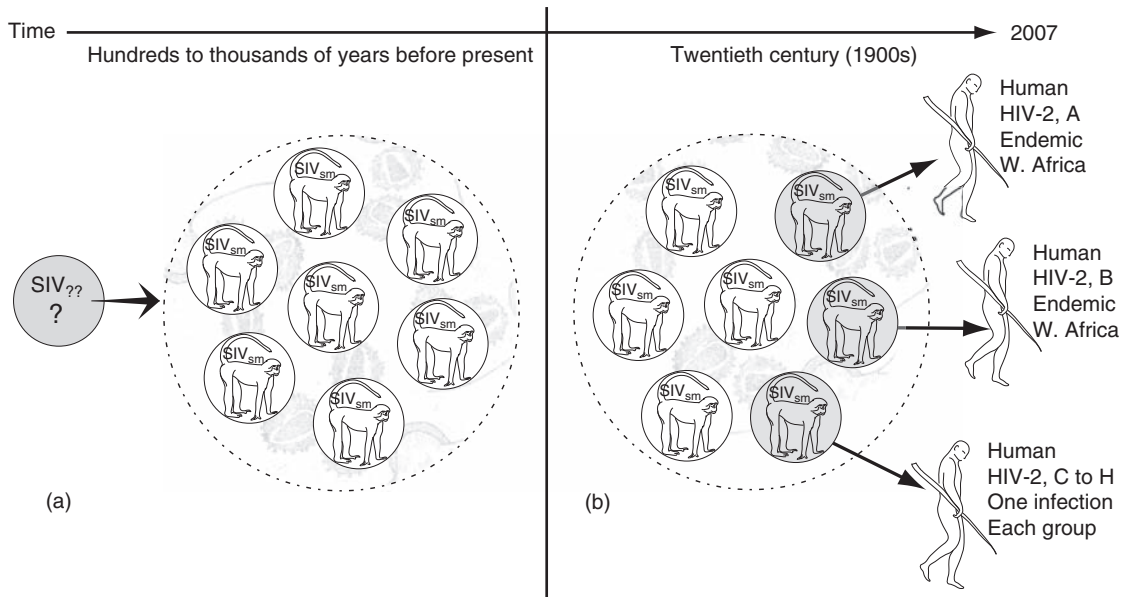 Time
2007
Hundreds to thousands of years before present
Twentieth century (1900s)
SIV??
?
SIVsm
SIVsm
SIVsm
SIVsm
SIVsm
SIVsm
SIVsm
(a)
SIVsm
SIVsm
SIVsm
SIVsm
SIVsm
SIVsm
SIVsm
(b)
Human
HIV-2, A
Endemic
W. Africa
Human
HIV-2, B
Endemic
W. Africa
Human
HIV-2, C to H
One infection
Each group